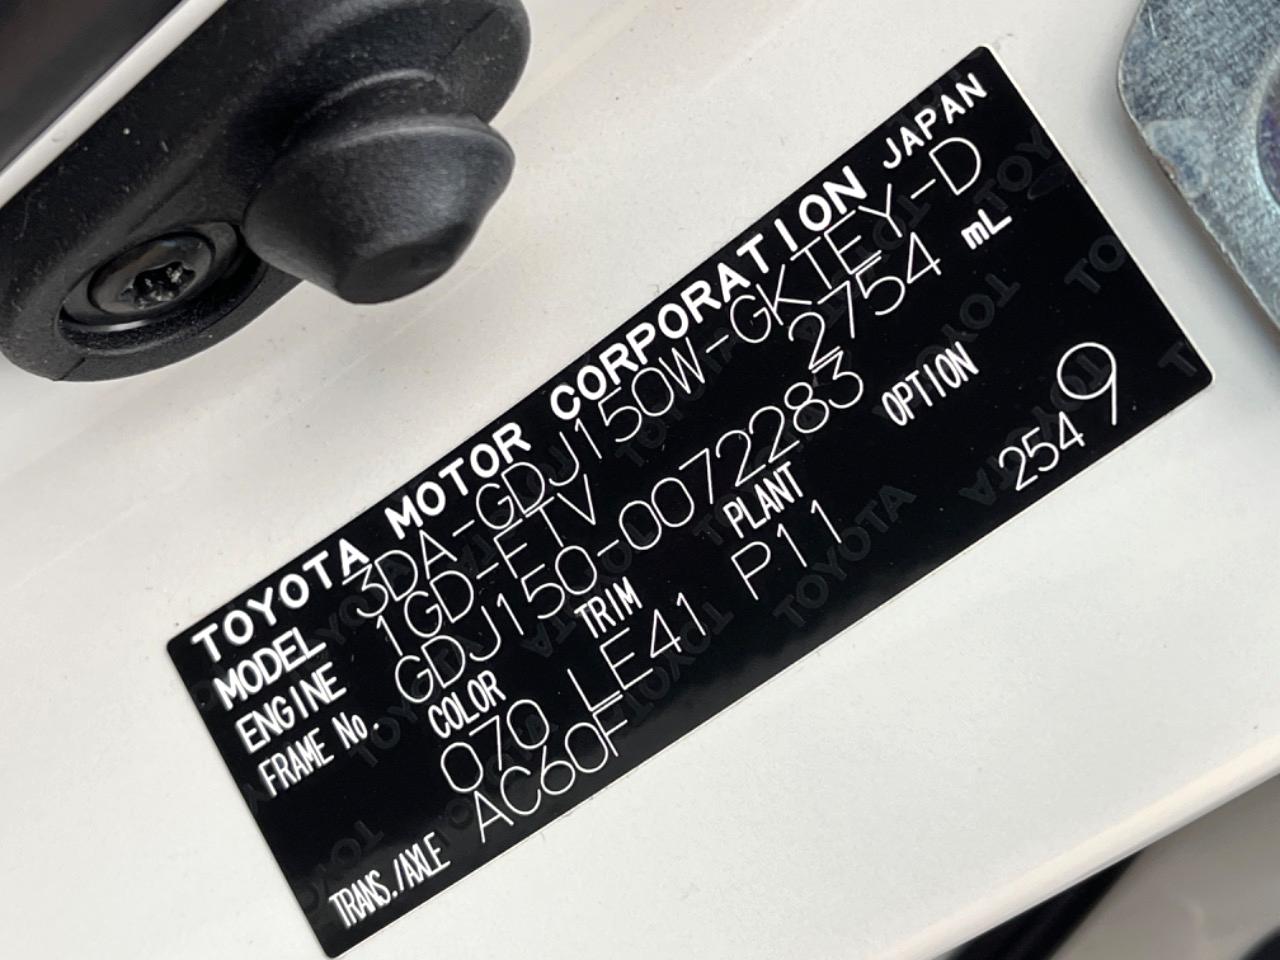 TOYOTA MOTOR CORPORATION JAPAN
MODEL 3DA-GDJ150W-GKTEY-D
ENGINE 1GD-FTV 2754 mL
FRAME No. GDJ150-0072283
COLOR TRIM PLANT OPTION
070 LE41 P11 2549
TRANS./AXLE AC60F